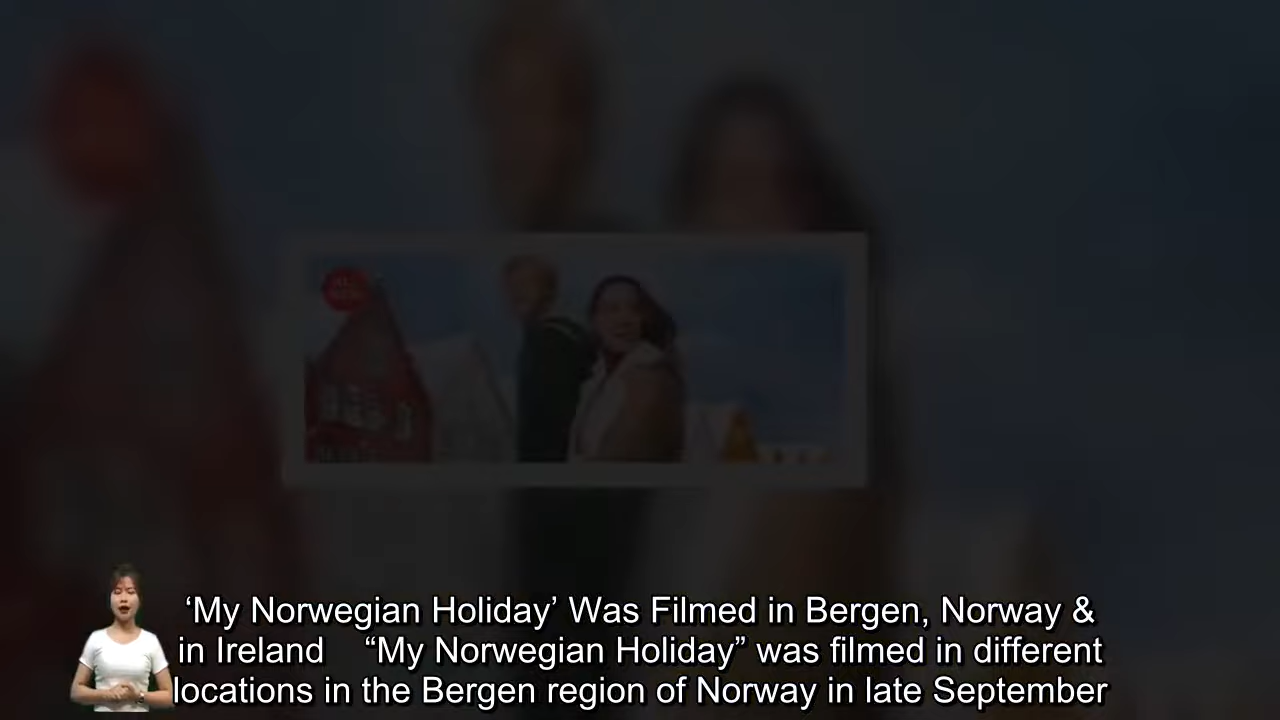 ‘My Norwegian Holiday’ Was Filmed in Bergen, Norway &
in Ireland “My Norwegian Holiday” was filmed in different
locations in the Bergen region of Norway in late September